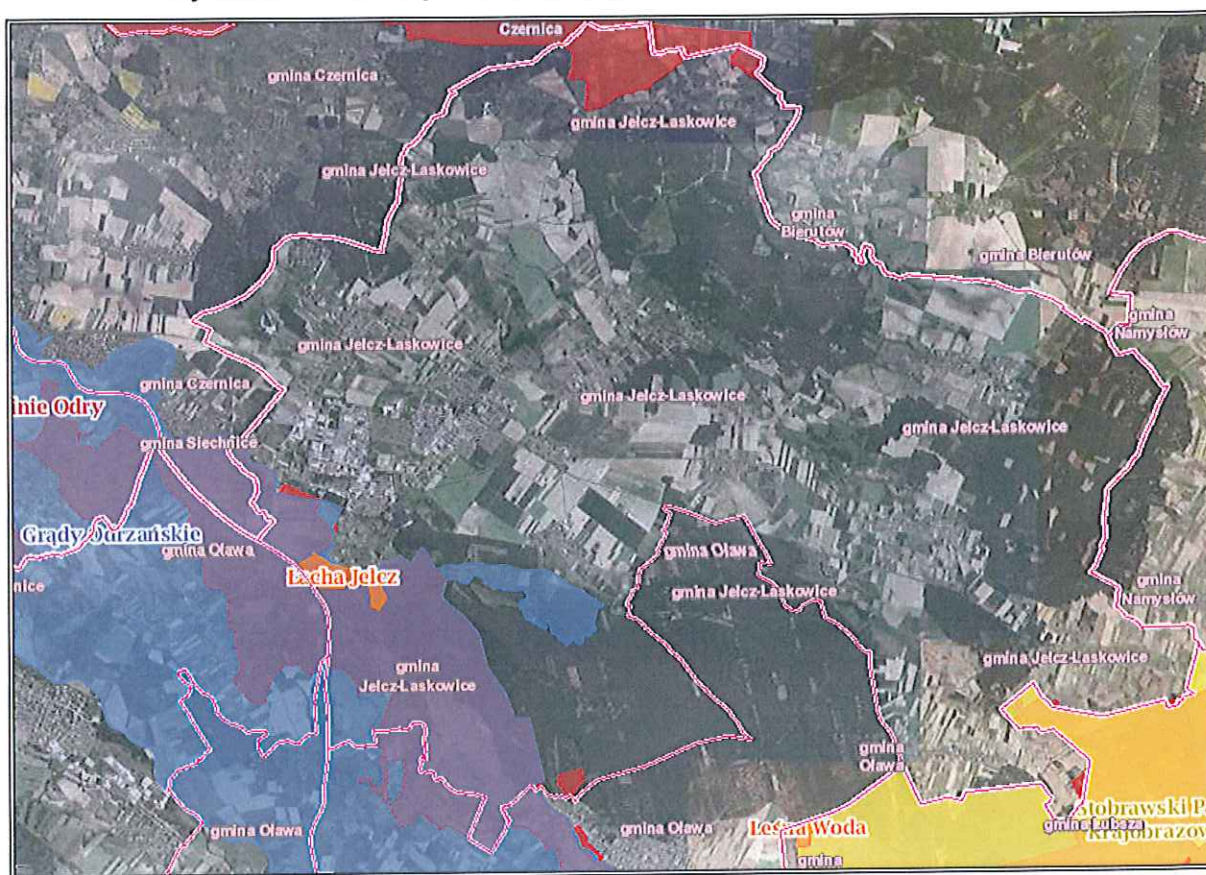 Czernica
gmina Czernica
gmina Jelcz-Laskowice
gmina Jelcz-Laskowice
gmina
Bierutów
gmina Bierutów
gmina
Namysłów
gmina Jelcz-Laskowice
gmina Czernica
gmina Jelcz-Laskowice
inie Odry
gmina Jelcz-Laskowice
gmina Siechnice
Grądy Odrzańskie
gmina Oława
gmina Oława
nice
Łacha Jelcz
gmina Jelcz-Laskowice
gmina
Namysłów
gmina
Jelcz-Laskowice
gmina Jelcz-Laskowice
gmina
Oława
gmina Oława
gmina Oława
Leśna Woda
Stobrawski P
Krajobrazow
gmina Lubsza
gmina